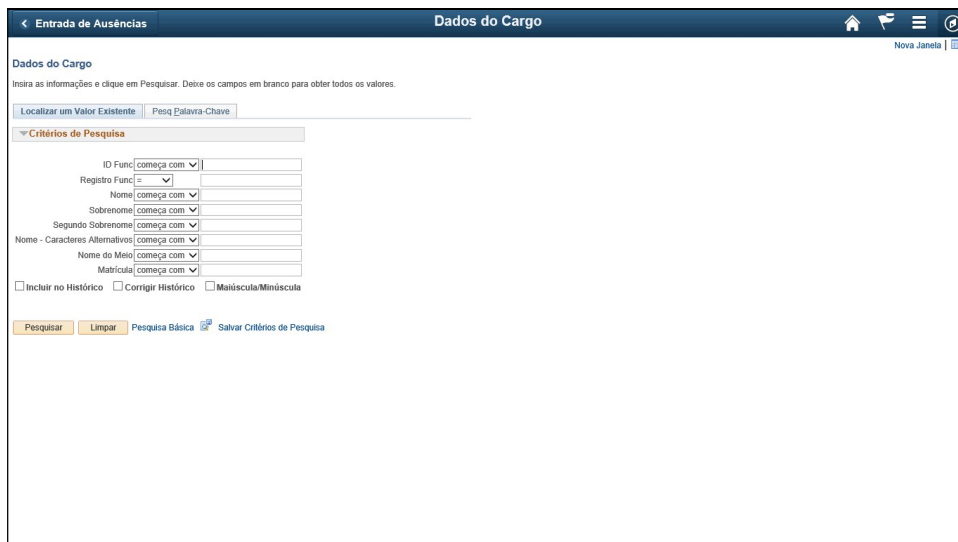 Entrada de Ausências
Dados do Cargo
Nova Janela |
Dados do Cargo
Insira as informações e clique em Pesquisar. Deixe os campos em branco para obter todos os valores.
Localizar um Valor Existente Pesq Palavra-Chave
Critérios de Pesquisa
ID Func começa com
Registro Func =
Nome começa com
Sobrenome começa com
Segundo Sobrenome começa com
Nome - Caracteres Alternativos começa com
Nome do Meio começa com
Matrícula começa com
Incluir no Histórico Corrigir Histórico Maiúscula/Minúscula
Pesquisar Limpar Pesquisa Básica Salvar Critérios de Pesquisa